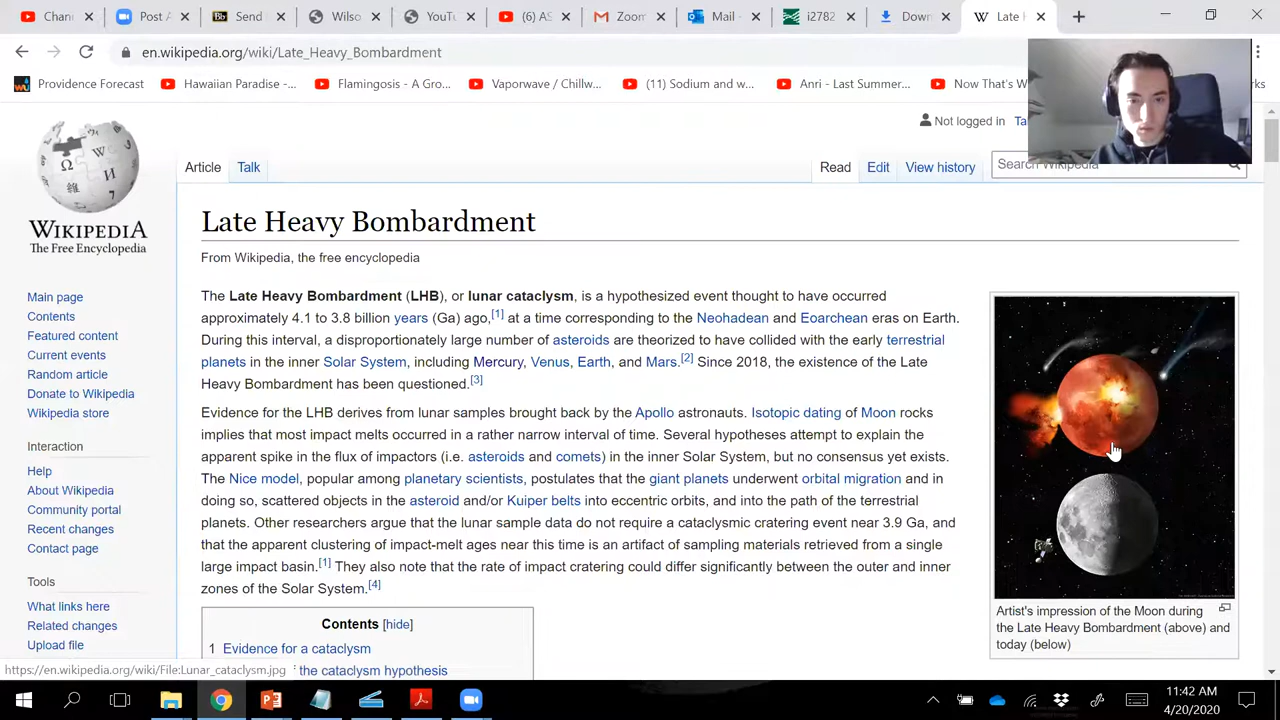 Chan
Post A
Bb Send
Wilso
YouTu
(6) AS
Zoom
Mail -
i2782
Down
W Late
en.wikipedia.org/wiki/Late_Heavy_Bombardment
Providence Forecast
Hawaiian Paradise -...
Flamingosis - A Gro...
Vaporwave / Chillw...
(11) Sodium and w...
Anri - Last Summer...
Now That's W
rks
Not logged in Ta
WIKIPEDIA
The Free Encyclopedia
Article
Talk
Read
Edit
View history
Search Wikipedia
Late Heavy Bombardment
From Wikipedia, the free encyclopedia
Main page
Contents
Featured content
Current events
Random article
Donate to Wikipedia
Wikipedia store
Interaction
Help
About Wikipedia
Community portal
Recent changes
Contact page
Tools
What links here
Related changes
Upload file
The Late Heavy Bombardment (LHB), or lunar cataclysm, is a hypothesized event thought to have occurred
approximately 4.1 to 3.8 billion years (Ga) ago,[1] at a time corresponding to the Neohadean and Eoarchean eras on Earth.
During this interval, a disproportionately large number of asteroids are theorized to have collided with the early terrestrial
planets in the inner Solar System, including Mercury, Venus, Earth, and Mars.[2] Since 2018, the existence of the Late
Heavy Bombardment has been questioned.[3]
Evidence for the LHB derives from lunar samples brought back by the Apollo astronauts. Isotopic dating of Moon rocks
implies that most impact melts occurred in a rather narrow interval of time. Several hypotheses attempt to explain the
apparent spike in the flux of impactors (i.e. asteroids and comets) in the inner Solar System, but no consensus yet exists.
The Nice model, popular among planetary scientists, postulates that the giant planets underwent orbital migration and in
doing so, scattered objects in the asteroid and/or Kuiper belts into eccentric orbits, and into the path of the terrestrial
planets. Other researchers argue that the lunar sample data do not require a cataclysmic cratering event near 3.9 Ga, and
that the apparent clustering of impact-melt ages near this time is an artifact of sampling materials retrieved from a single
large impact basin.[1] They also note that the rate of impact cratering could differ significantly between the outer and inner
zones of the Solar System.[4]
Contents [hide]
1 Evidence for a cataclysm
the cataclysm hypothesis
Artist's impression of the Moon during
the Late Heavy Bombardment (above) and
today (below)
https://en.wikipedia.org/wiki/File:Lunar_cataclysm.jpg
11:42 AM
4/20/2020